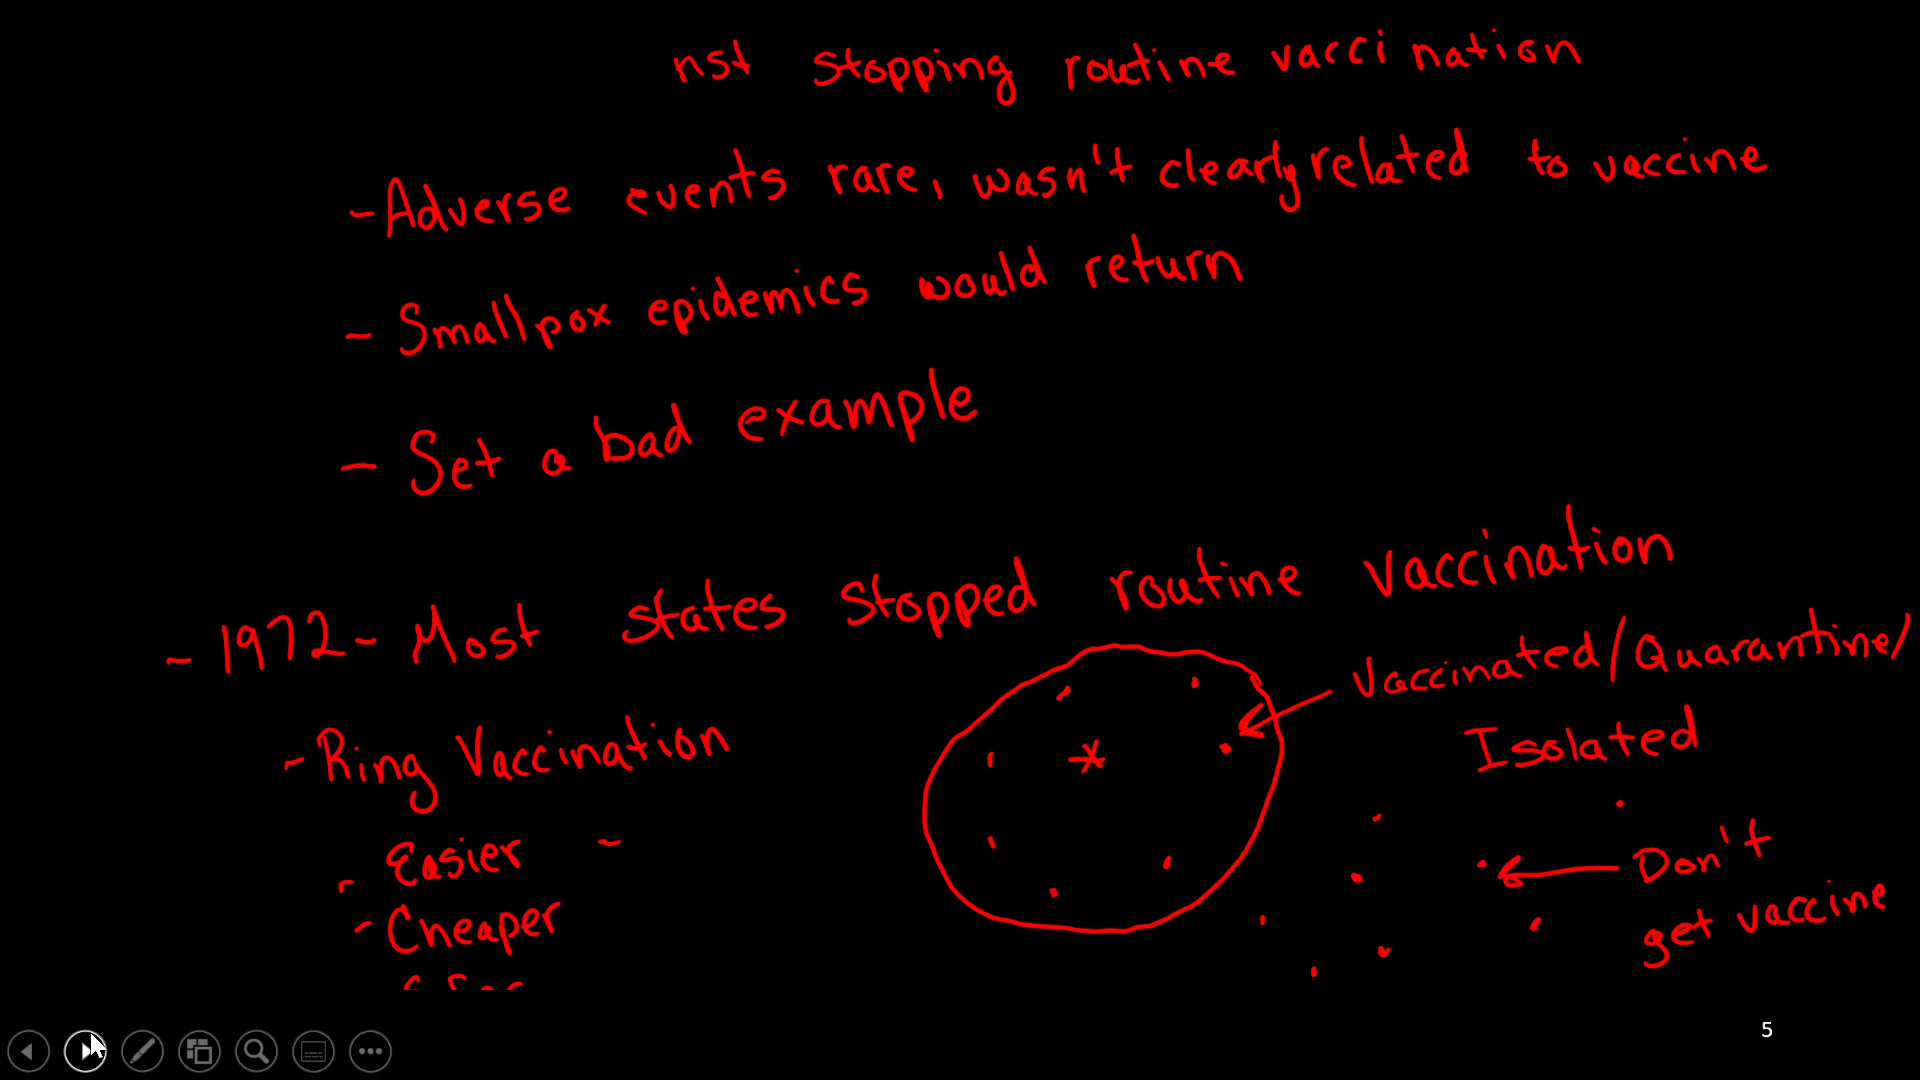 nst stopping routine vaccination
- Adverse events rare, wasn't clearly related to vaccine
- Smallpox epidemics would return
- Set a bad example
- 1972 - Most states stopped routine vaccination
Vaccinated/Quarantine/
Isolated
- Ring Vaccination
- Easier -
Don't
get vaccine
- Cheaper
5